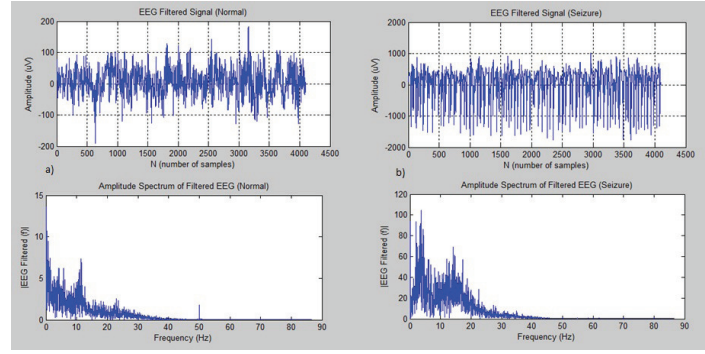 EEG Filtered Signal (Normal)
200
100
0
-100
200
Amplitude (uV)
0 500 1000 1500 2000 2500 3000 3500 4000 4500
N (number of samples)
a)
EEG Filtered Signal (Seizure)
2000
1000
0
-1000
-2000
Amplitude (uV)
0 500 1000 1500 2000 2500 3000 3500 4000 4500
N (number of samples)
b)
Amplitude Spectrum of Filtered EEG (Normal)
15
10
5
0
|EEG Filtered (f)|
0 10 20 30 40 50 60 70 80 90
Frequency (Hz)
Amplitude Spectrum of Filtered EEG (Seizure)
120
100
80
60
40
20
0
|EEG Filtered (f)|
0 10 20 30 40 50 60 70 80 90
Frequency (Hz)